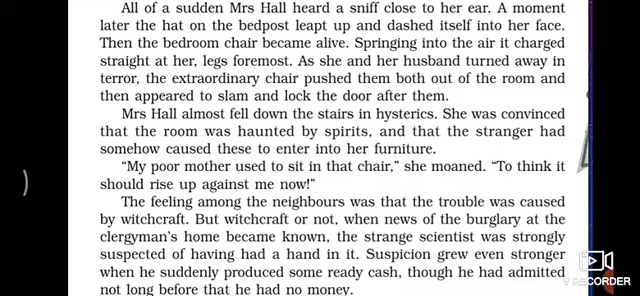 All of a sudden Mrs Hall heard a sniff close to her ear. A moment
later the hat on the bedpost leapt up and dashed itself into her face.
Then the bedroom chair became alive. Springing into the air it charged
straight at her, legs foremost. As she and her husband turned away in
terror, the extraordinary chair pushed them both out of the room and
then appeared to slam and lock the door after them.
Mrs Hall almost fell down the stairs in hysterics. She was convinced
that the room was haunted by spirits, and that the stranger had
somehow caused these to enter into her furniture.
“My poor mother used to sit in that chair,” she moaned. “To think it
should rise up against me now!”
The feeling among the neighbours was that the trouble was caused
by witchcraft. But witchcraft or not, when news of the burglary at the
clergyman's home became known, the strange scientist was strongly
suspected of having had a hand in it. Suspicion grew even stronger
when he suddenly produced some ready cash, though he had admitted
not long before that he had no money.
V RECORDER